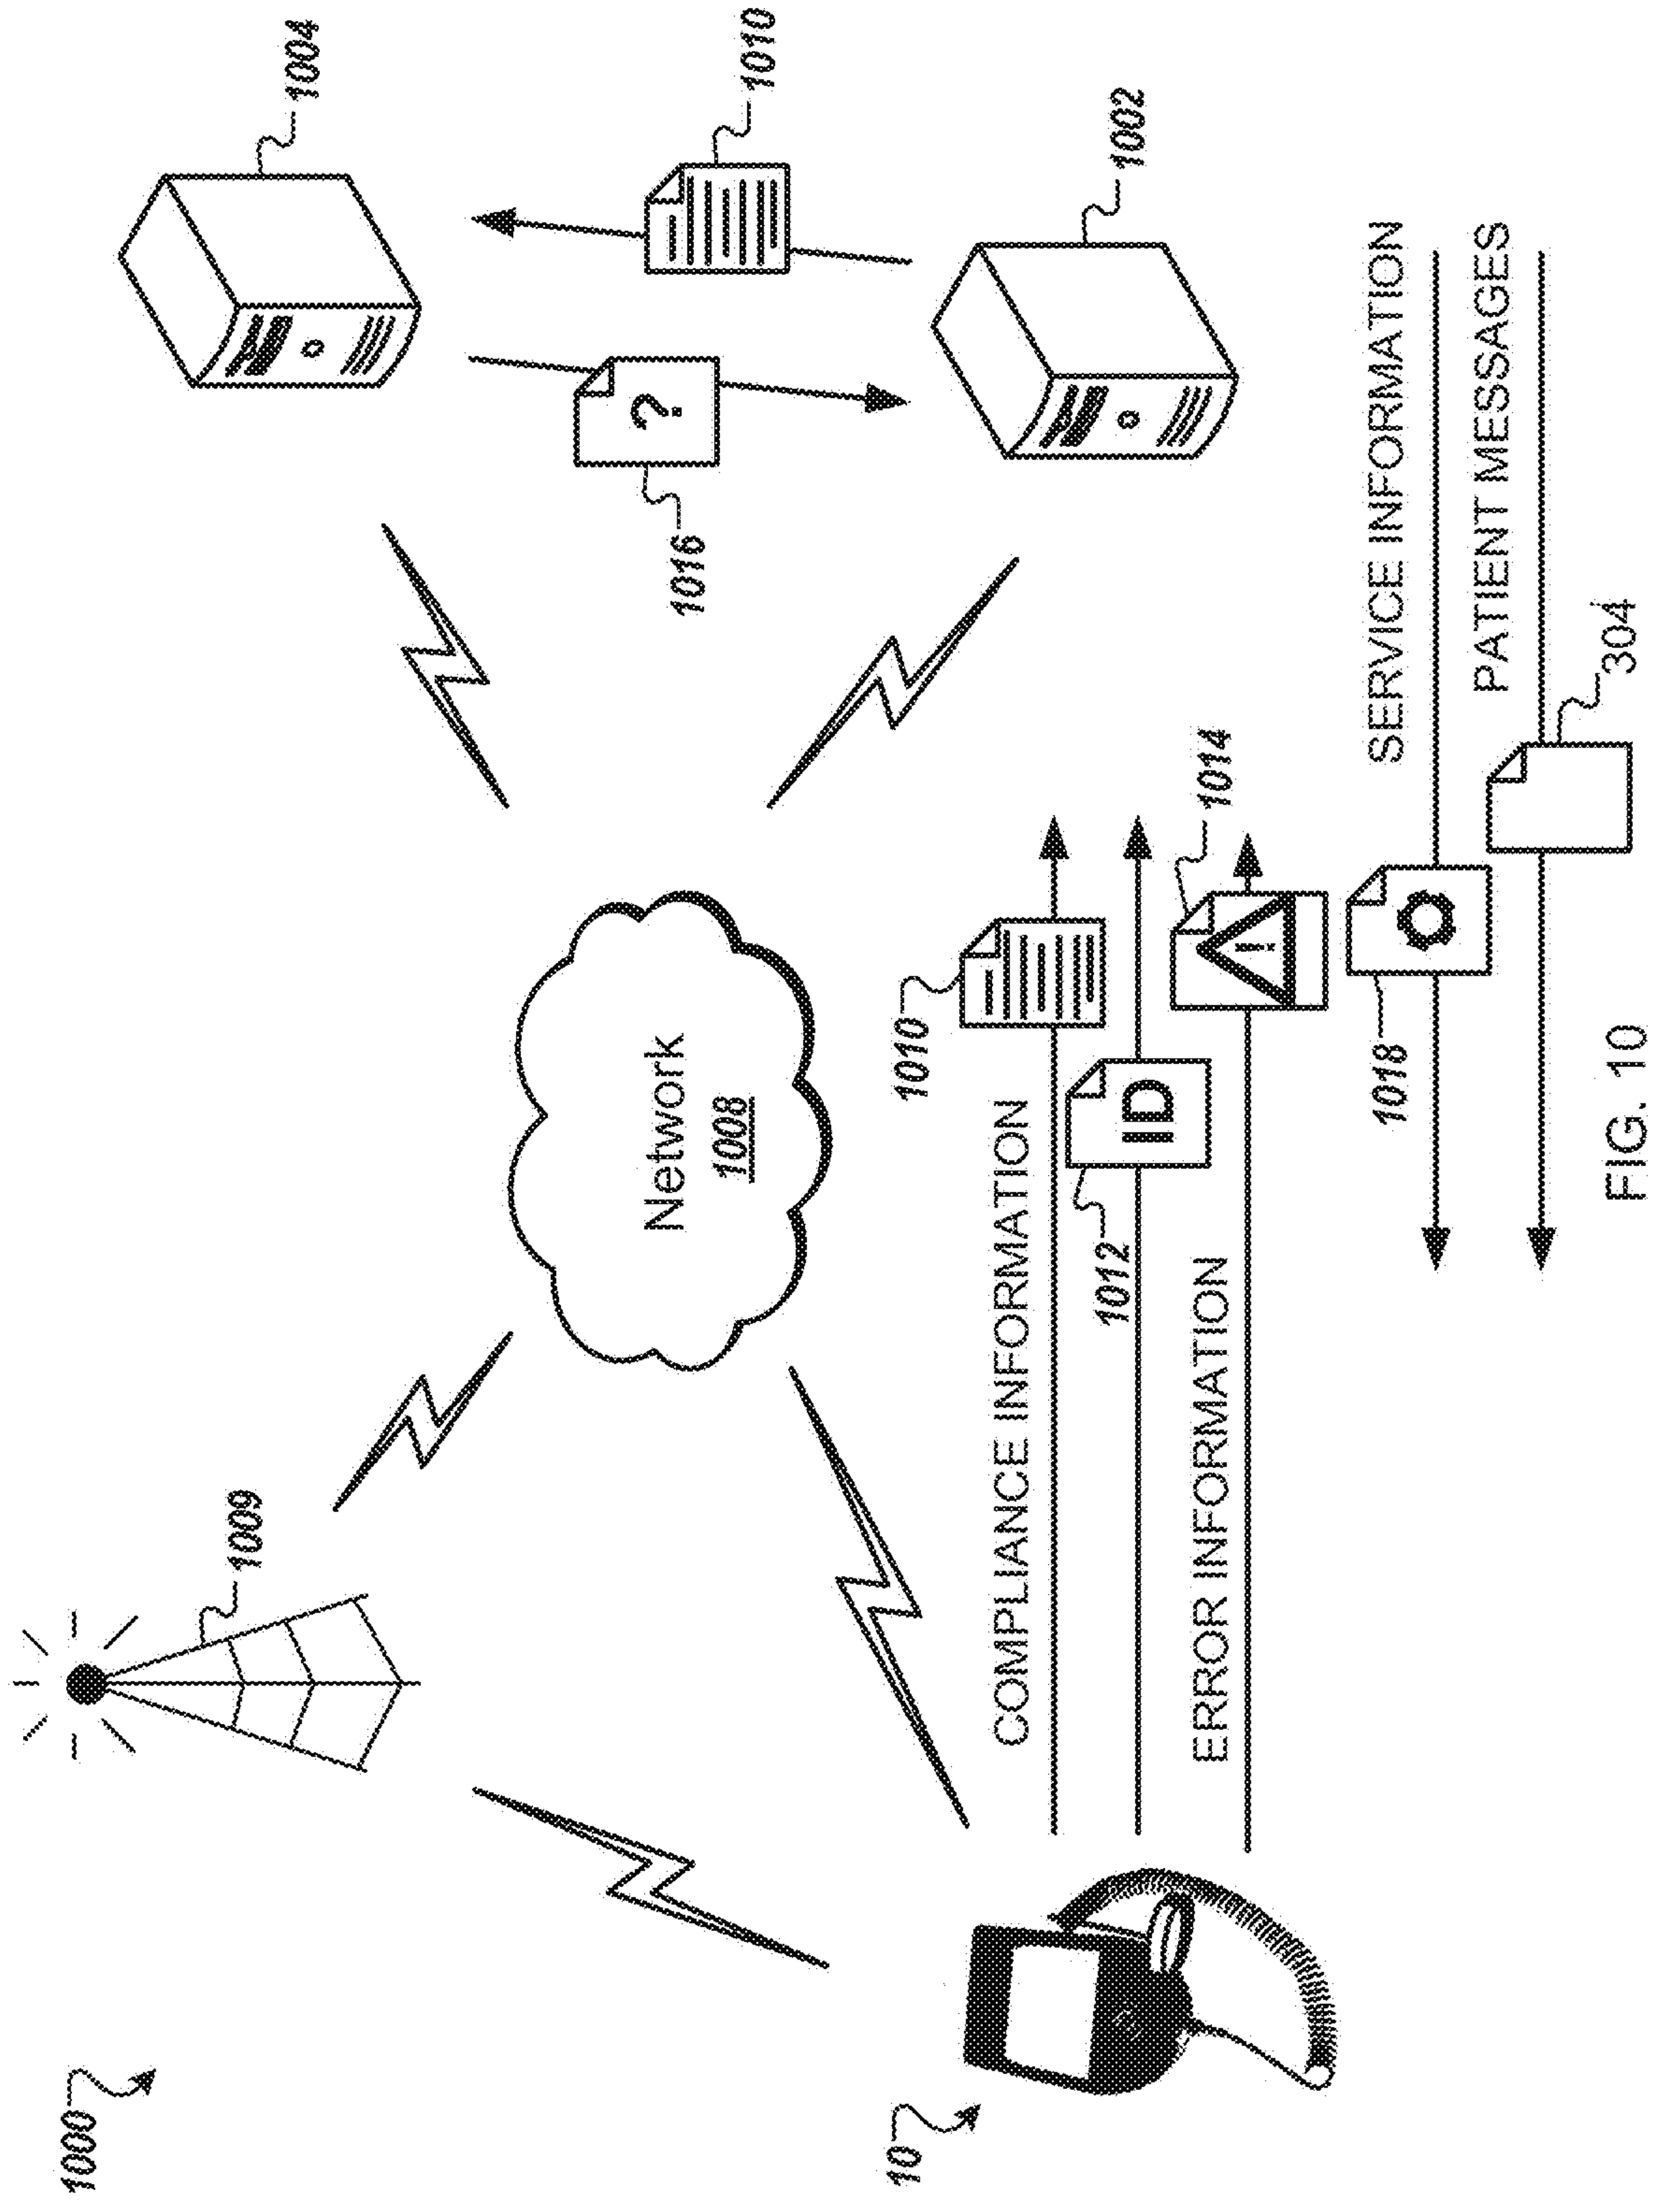 1000
1009
1004
1016
1010
1002
Network
1008
10
COMPLIANCE INFORMATION
1010
1012
ID
ERROR INFORMATION
1014
!
?
SERVICE INFORMATION
1018
PATIENT MESSAGES
304
FIG. 10